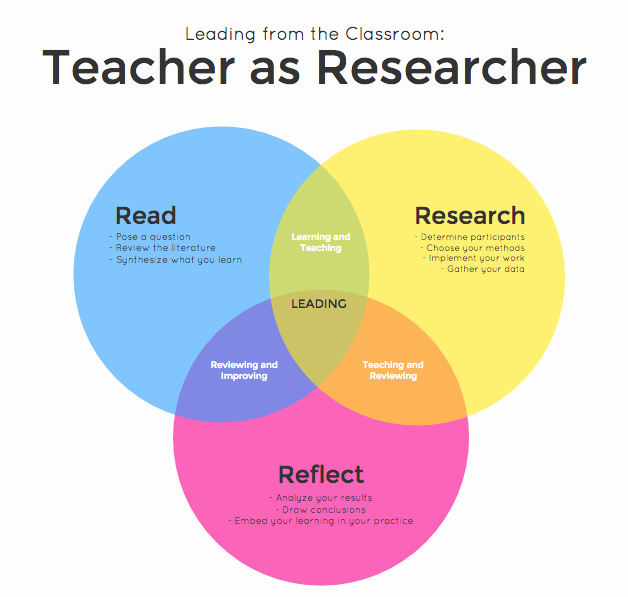 Leading from the Classroom:
Teacher as Researcher
Read
- Pose a question
- Review the literature
- Synthesize what you learn
Learning and
Teaching
Research
- Determine participants
- Choose your methods
- Implement your work
- Gather your data
LEADING
Reviewing and
Improving
Teaching and
Reviewing
Reflect
- Analyze your results
- Draw conclusions
- Embed your learning in your practice